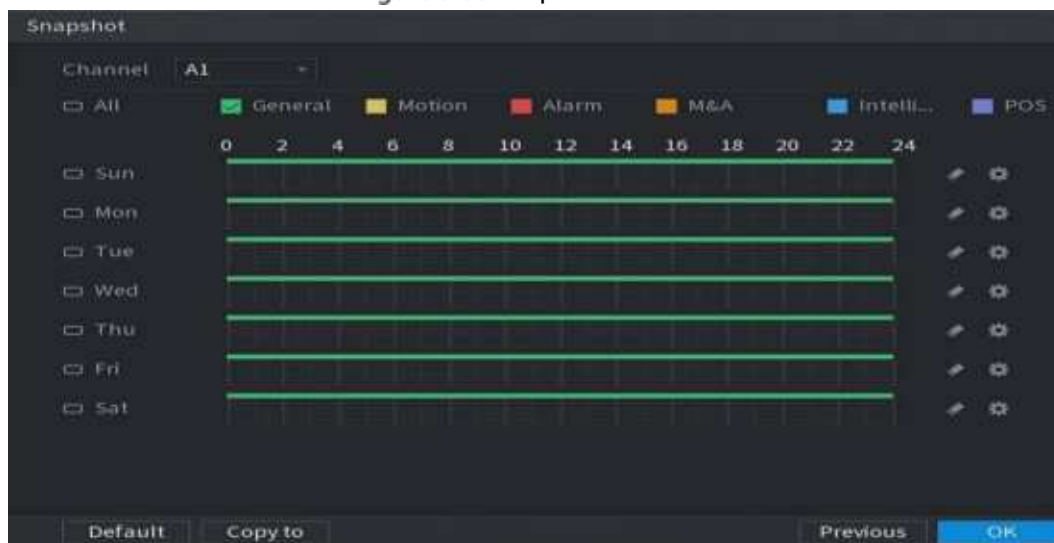 Snapshot
Channel A1
All General Motion Alarm M&A Intelli... POS
0 2 4 6 8 10 12 14 16 18 20 22 24
Sun
Mon
Tue
Wed
Thu
Fri
Sat
Default Copy to Previous OK